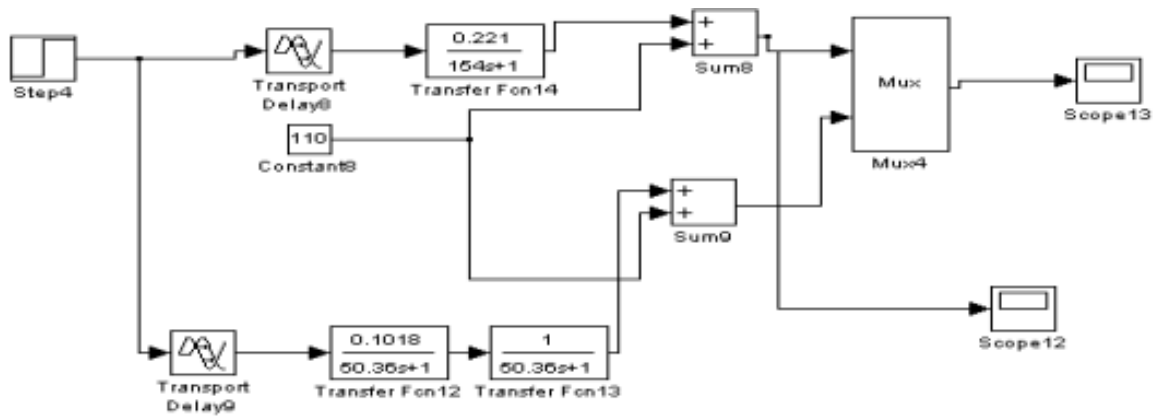 Step4
Transport
Delay8
0.221
154s+1
Transfer Fcn14
110
Constant8
+
+
Sum8
Mux
Mux4
Scope13
+
+
Sum9
Scope12
Transport
Delay9
0.1018
50.36s+1
Transfer Fcn12
1
50.36s+1
Transfer Fcn13